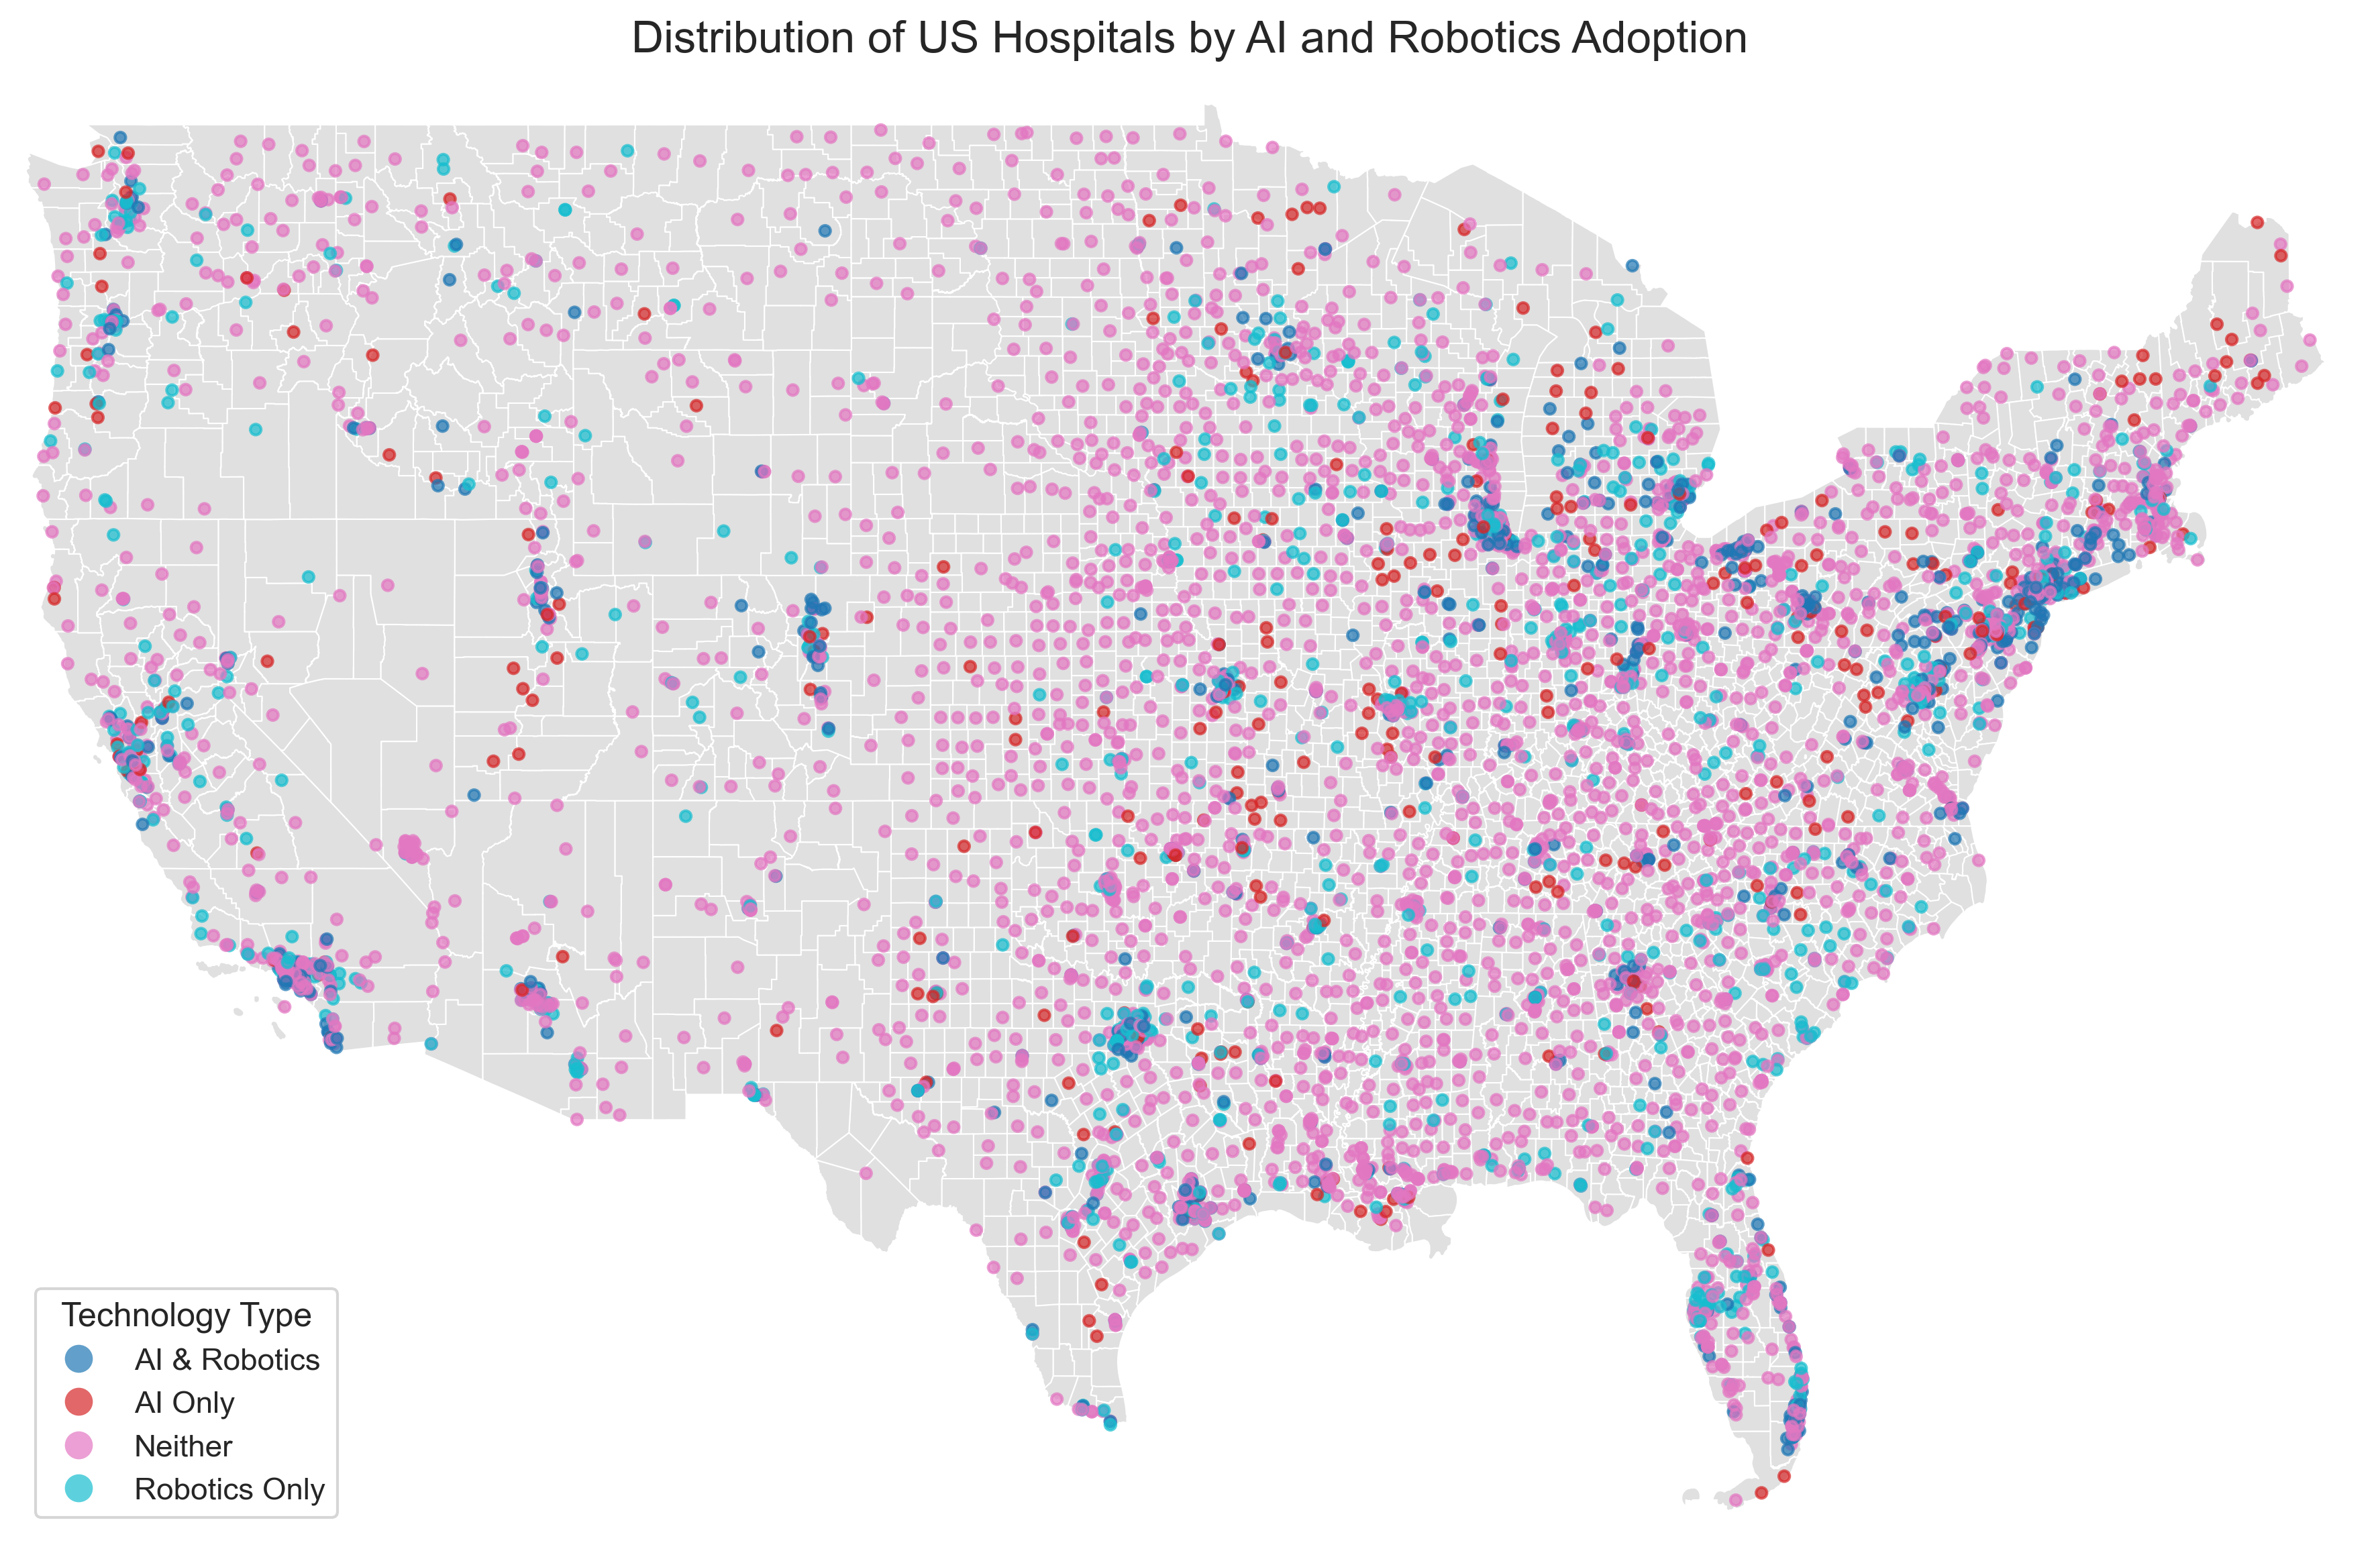 Distribution of US Hospitals by AI and Robotics Adoption
Technology Type
AI & Robotics
AI Only
Neither
Robotics Only